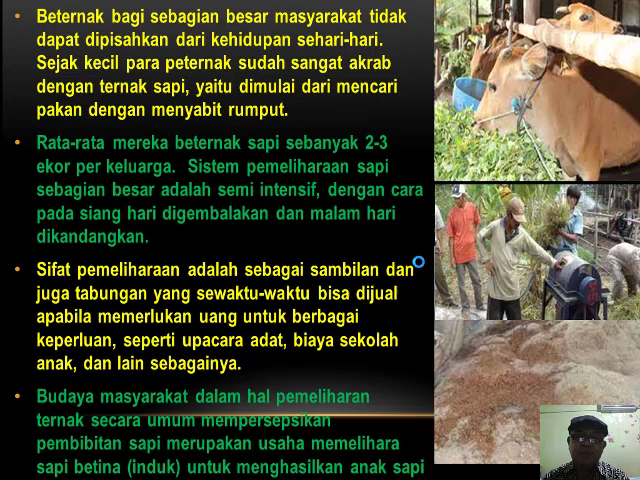 • Beternak bagi sebagian besar masyarakat tidak
dapat dipisahkan dari kehidupan sehari-hari.
Sejak kecil para peternak sudah sangat akrab
dengan ternak sapi, yaitu dimulai dari mencari
pakan dengan menyabit rumput.
• Rata-rata mereka beternak sapi sebanyak 2-3
ekor per keluarga. Sistem pemeliharaan sapi
sebagian besar adalah semi intensif, dengan cara
pada siang hari digembalakan dan malam hari
dikandangkan.
• Sifat pemeliharaan adalah sebagai sambilan dan
juga tabungan yang sewaktu-waktu bisa dijual
apabila memerlukan uang untuk berbagai
keperluan, seperti upacara adat, biaya sekolah
anak, dan lain sebagainya.
• Budaya masyarakat dalam hal pemeliharan
ternak secara umum mempersepsikan
pembibitan sapi merupakan usaha memelihara
sapi betina (induk) untuk menghasilkan anak sapi